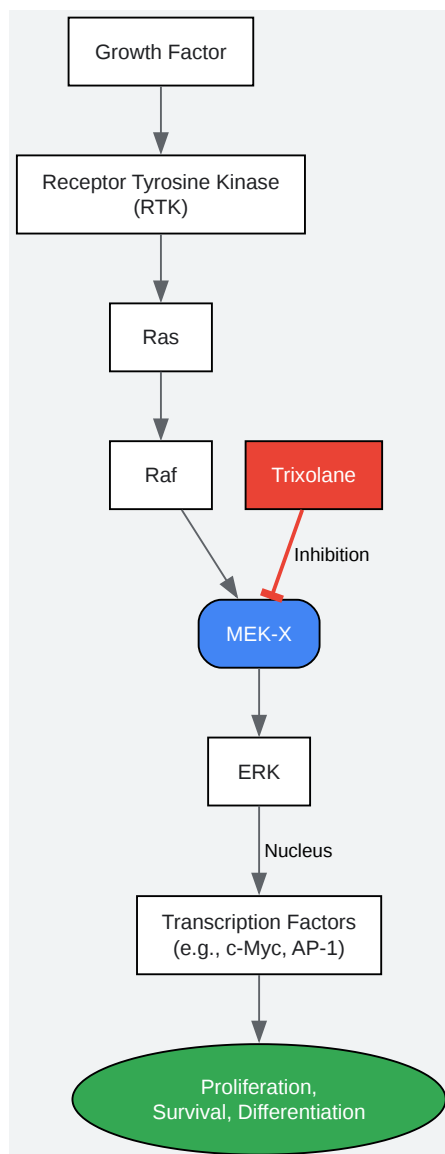 Growth Factor
Receptor Tyrosine Kinase
(RTK)
Ras
Raf
Trixolane
Inhibition
MEK-X
ERK
Nucleus
Transcription Factors
(e.g., c-Myc, AP-1)
Proliferation,
Survival, Differentiation